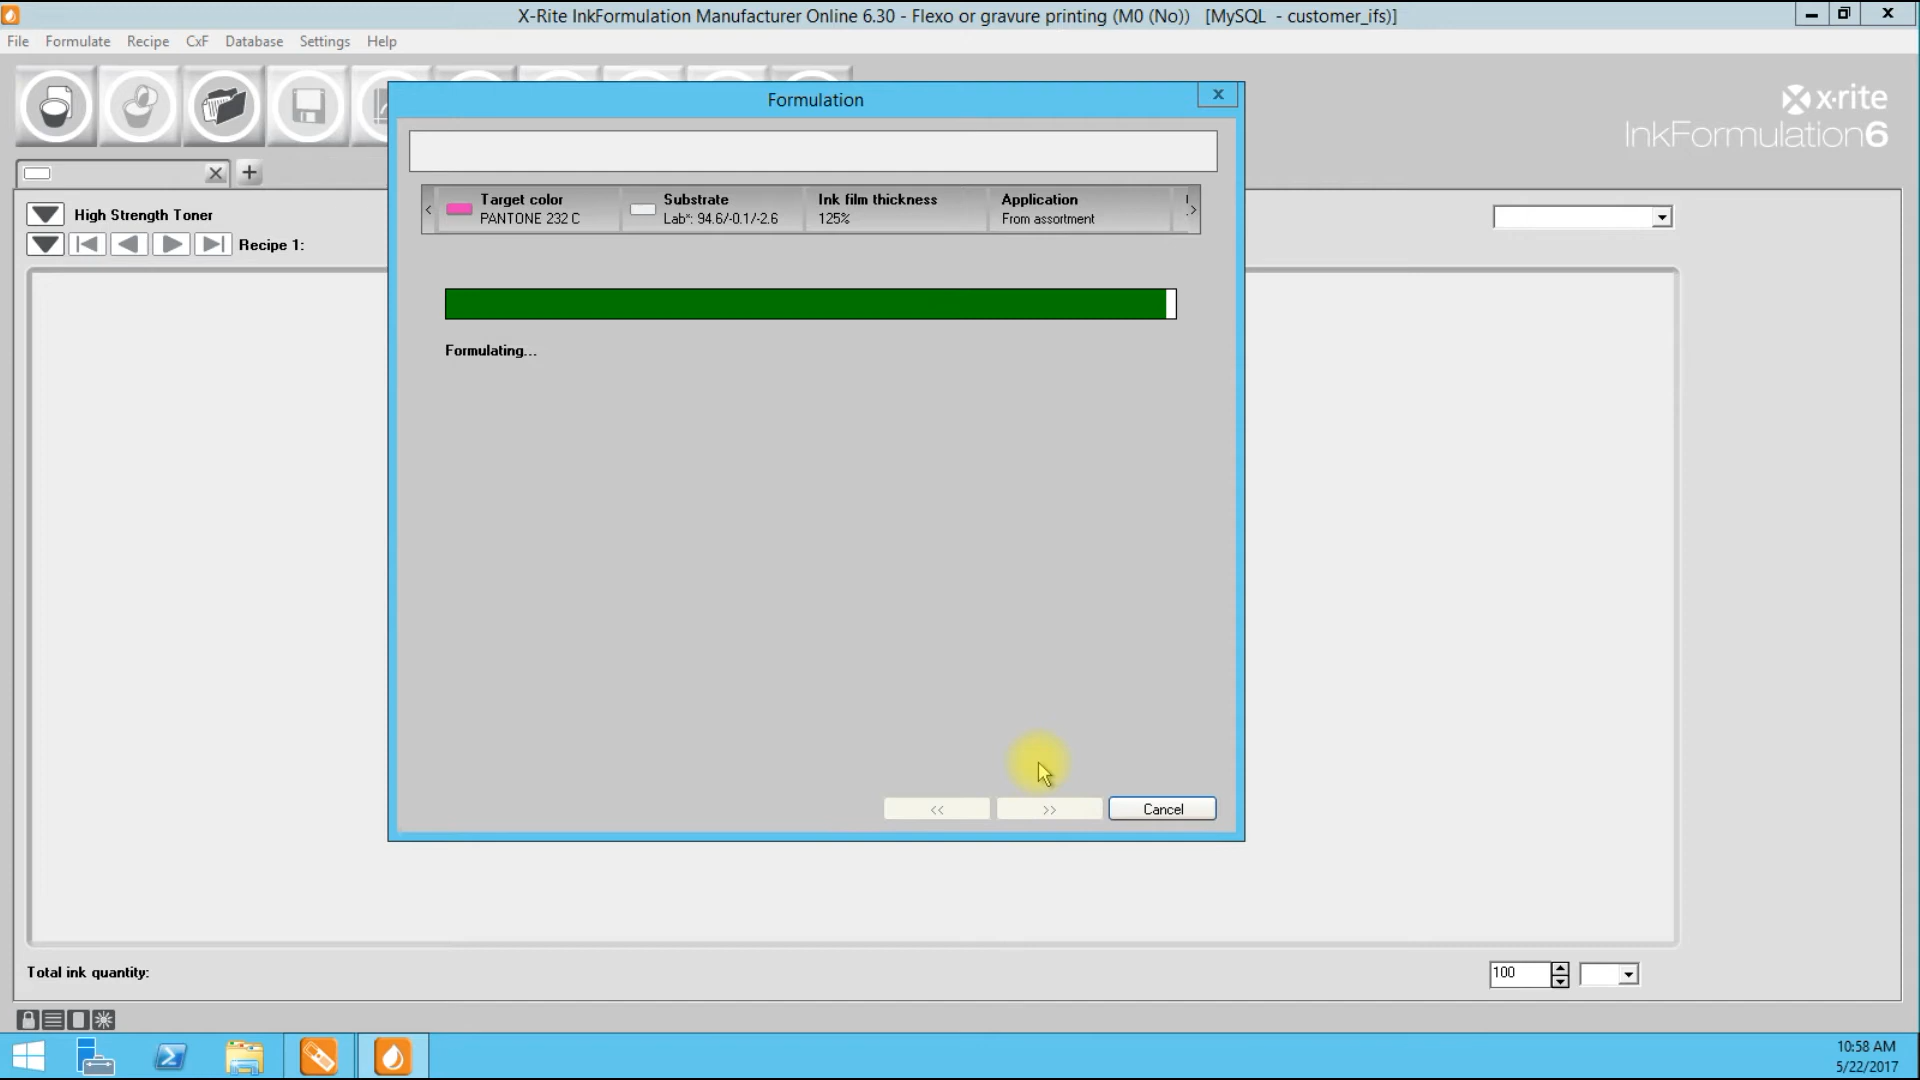 X-Rite InkFormulation Manufacturer Online 6.30 - Flexo or gravure printing (M0 (No)) [MySQL - customer_ifs)]
File Formulate Recipe CxF Database Settings Help
Formulation
x-rite
InkFormulation6
Target color
PANTONE 232 C
Substrate
Lab*: 94.6/-0.1/-2.6
Ink film thickness
125%
Application
From assortment
High Strength Toner
Recipe 1:
Formulating...
<< >> Cancel
Total ink quantity:
100
10:58 AM
5/22/2017